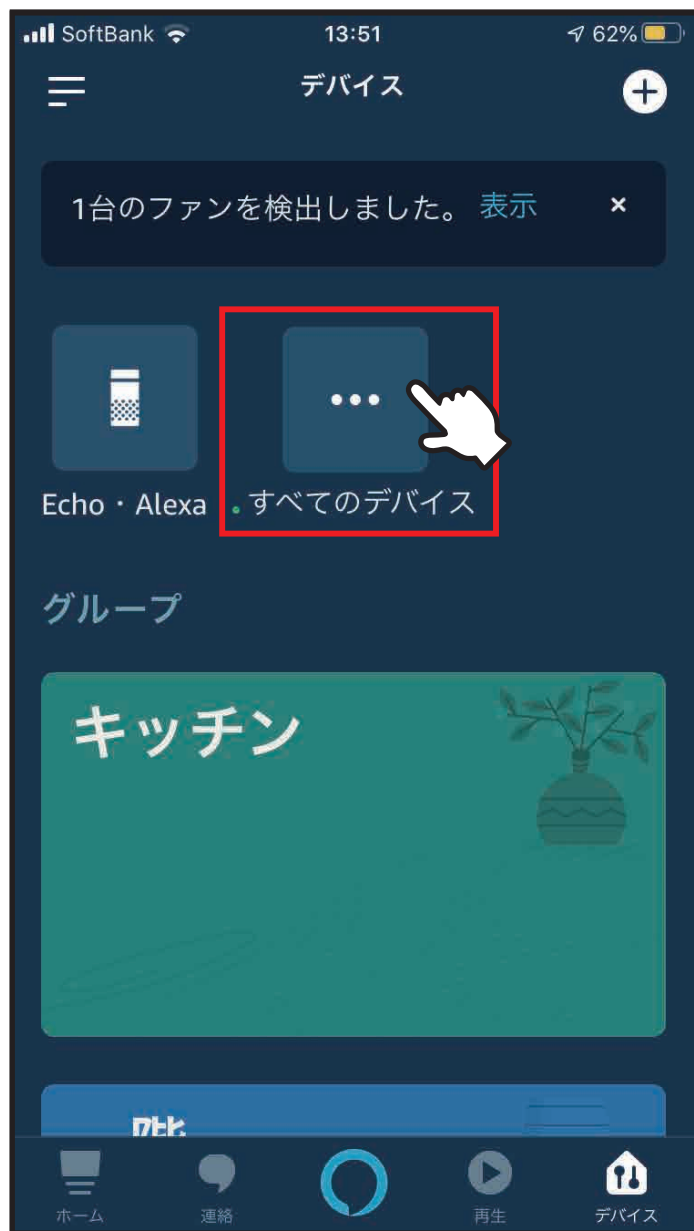 SoftBank 13:51 62%
デバイス
1台のファンを検出しました。 表示 ×
Echo・Alexa すべてのデバイス
グループ
キッチン
ホーム 連絡 再生 デバイス